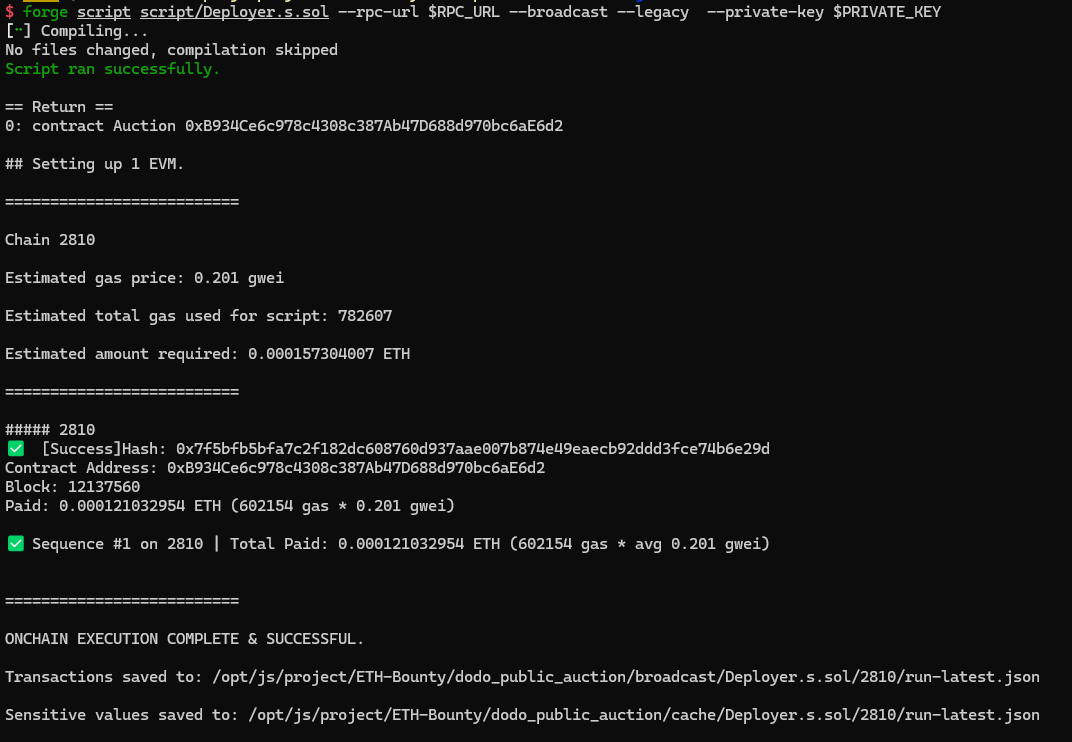 $ forge script script/Deployer.s.sol --rpc-url $RPC_URL --broadcast --legacy --private-key $PRIVATE_KEY
[⠒] Compiling...
No files changed, compilation skipped
Script ran successfully.
== Return ==
0: contract Auction 0xB934Ce6c978c4308c387Ab47D688d970bc6aE6d2
## Setting up 1 EVM.
==========================
Chain 2810
Estimated gas price: 0.201 gwei
Estimated total gas used for script: 782607
Estimated amount required: 0.000157304007 ETH
==========================
##### 2810
✅ [Success]Hash: 0x7f5bfb5bfa7c2f182dc608760d937aae007b874e49eaecb92ddd3fce74b6e29d
Contract Address: 0xB934Ce6c978c4308c387Ab47D688d970bc6aE6d2
Block: 12137560
Paid: 0.000121032954 ETH (602154 gas * 0.201 gwei)
✅ Sequence #1 on 2810 | Total Paid: 0.000121032954 ETH (602154 gas * avg 0.201 gwei)
==========================
ONCHAIN EXECUTION COMPLETE & SUCCESSFUL.
Transactions saved to: /opt/js/project/ETH-Bounty/dodo_public_auction/broadcast/Deployer.s.sol/2810/run-latest.json
Sensitive values saved to: /opt/js/project/ETH-Bounty/dodo_public_auction/cache/Deployer.s.sol/2810/run-latest.json